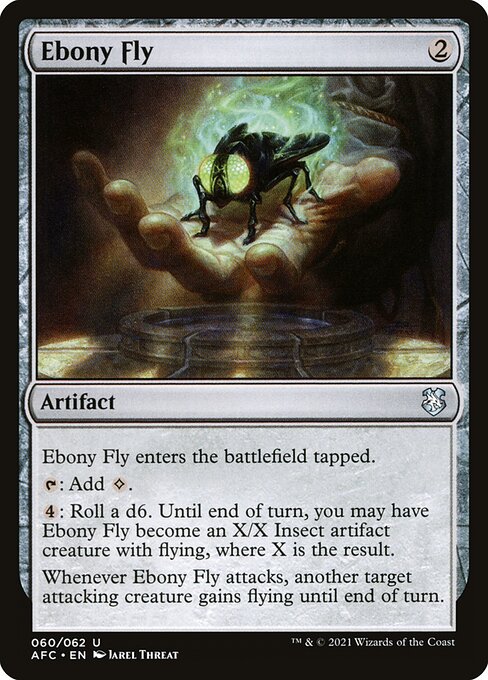 Ebony Fly 2
Artifact
Ebony Fly enters the battlefield tapped.
: Add .
4: Roll a d6. Until end of turn, you may have
Ebony Fly become an X/X Insect artifact
creature with flying, where X is the result.
Whenever Ebony Fly attacks, another target
attacking creature gains flying until end of turn.
060/062 U ™ & © 2021 Wizards of the Coast
AFC • EN Jarel Threat